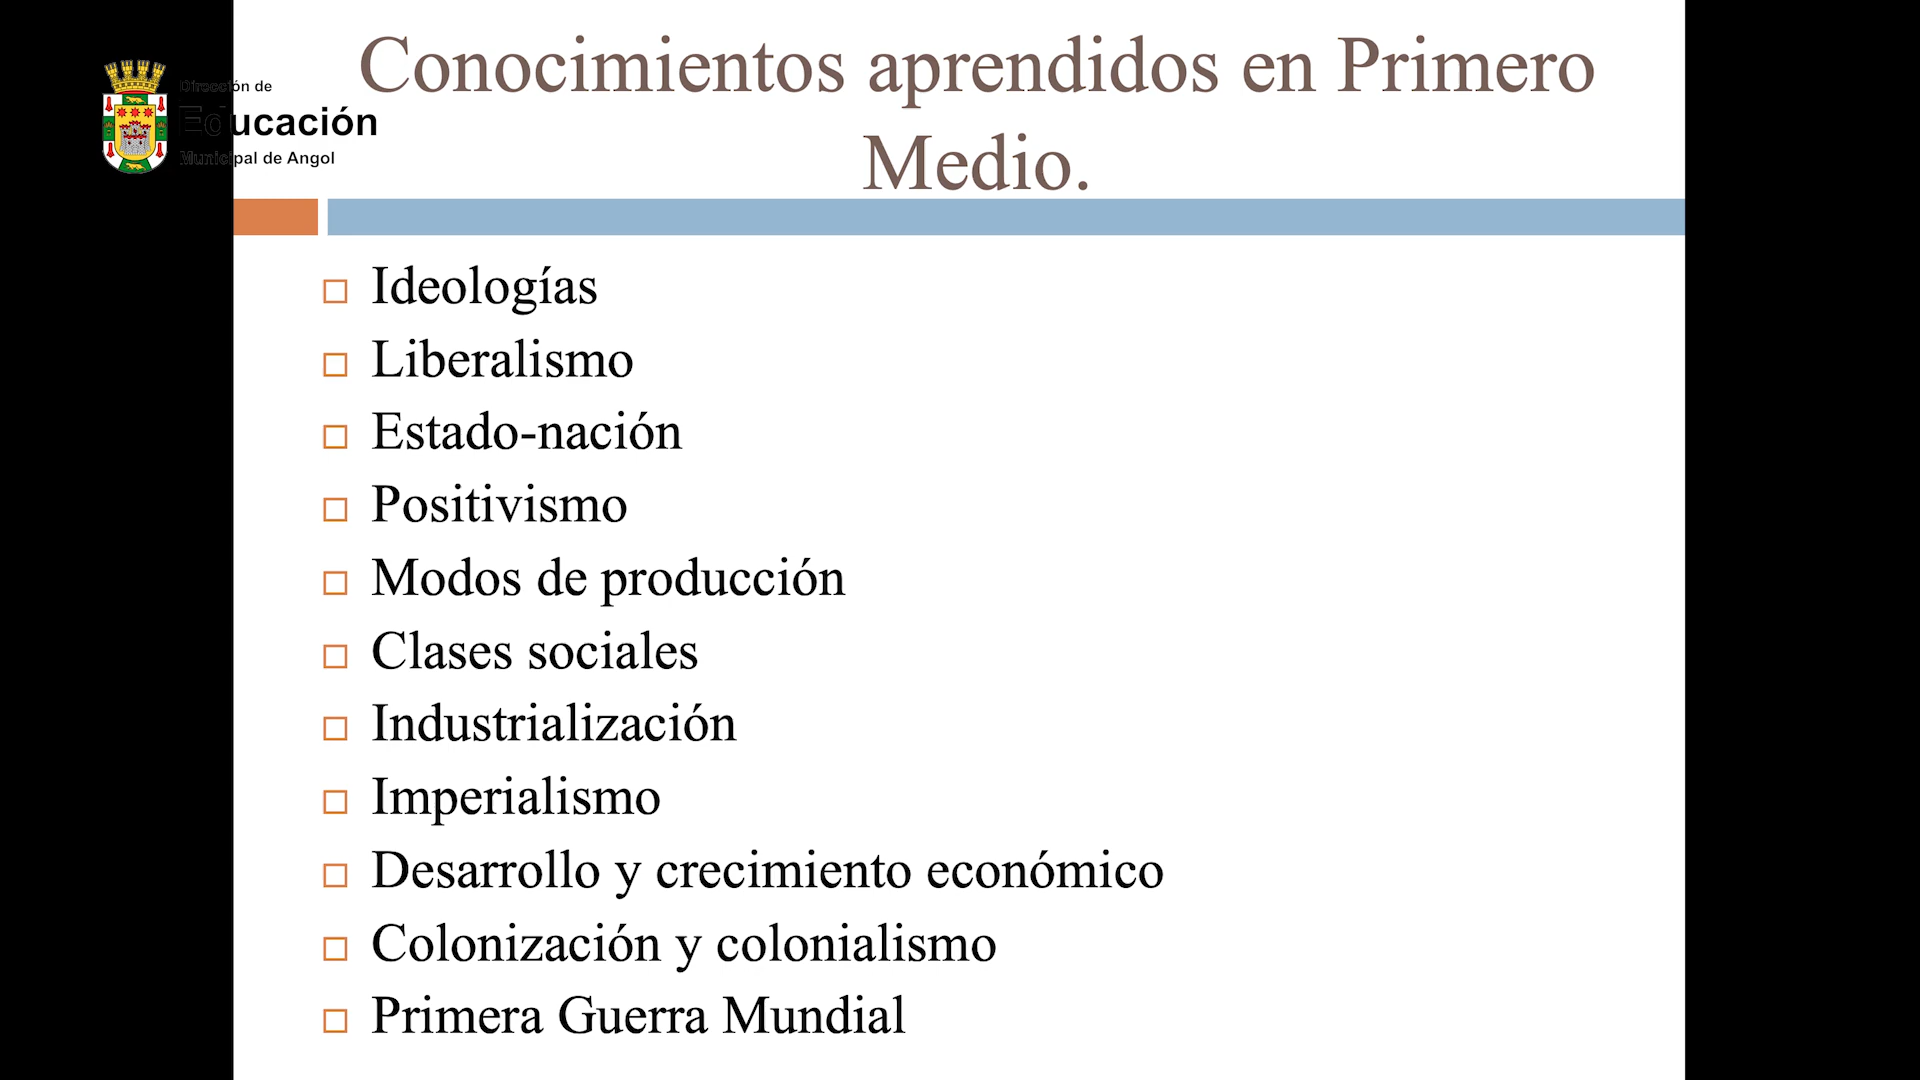 Dirección de
Educación
Municipal de Angol
Conocimientos aprendidos en Primero
Medio.
Ideologías
Liberalismo
Estado-nación
Positivismo
Modos de producción
Clases sociales
Industrialización
Imperialismo
Desarrollo y crecimiento económico
Colonización y colonialismo
Primera Guerra Mundial